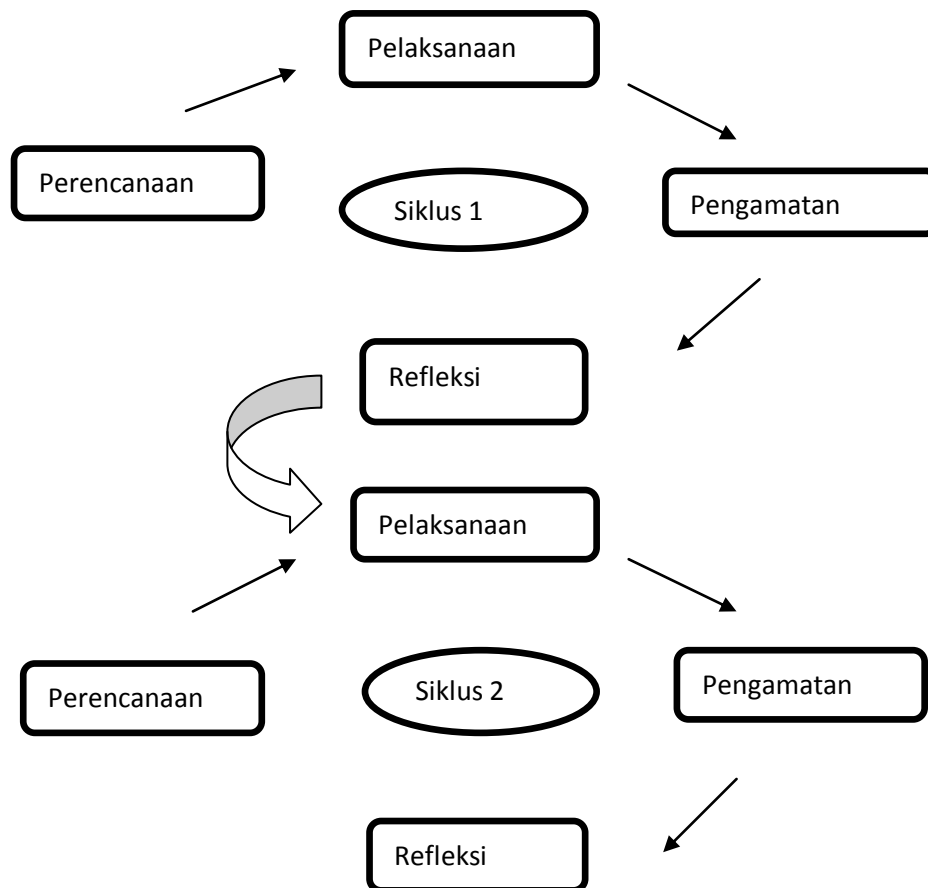 Pelaksanaan
Perencanaan
Siklus 1
Pengamatan
Refleksi
Pelaksanaan
Perencanaan
Siklus 2
Pengamatan
Refleksi